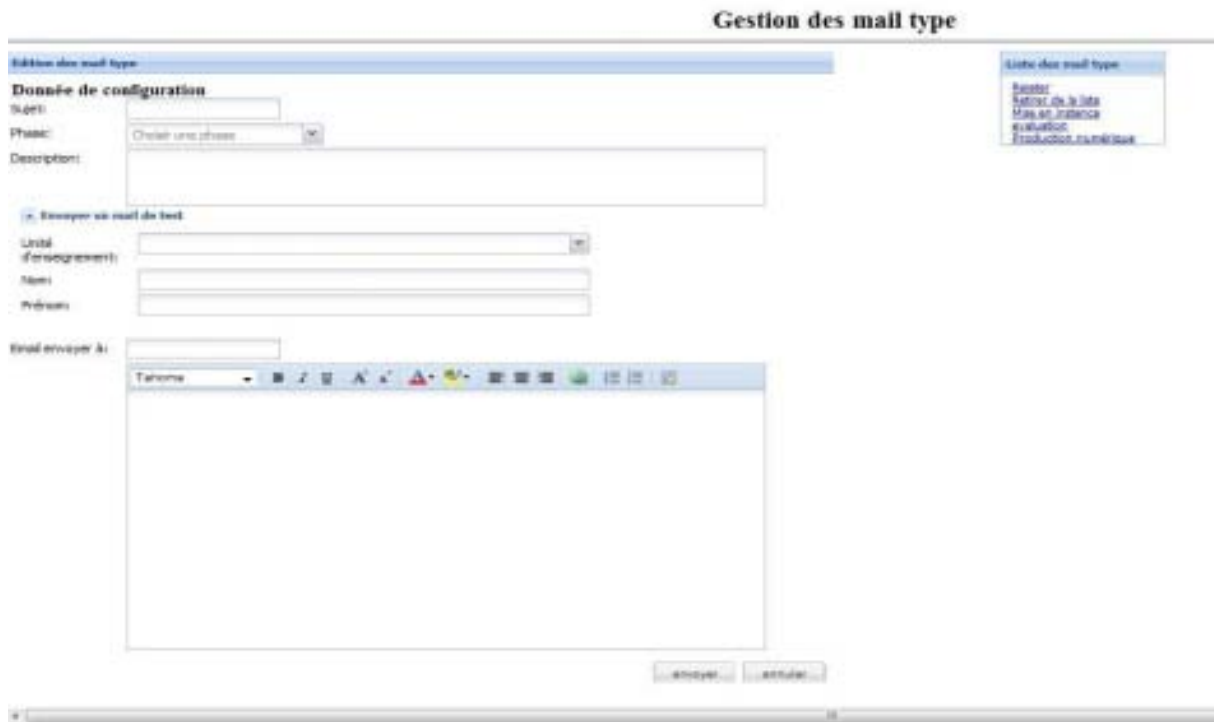 Gestion des mail type
Edition des mail type
Donnée de configuration
Sujet:
Phase:
Choisir une phase
Description:
Envoyer un mail de test
Unité
d'enseignement:
Nom:
Prénom:
Email envoyer à:
Tahoma
B I U A A A
envoyer
annuler
Liste des mail type
Rejeter
Retirer de la liste
Mise en instance
evaluation
Production numérique